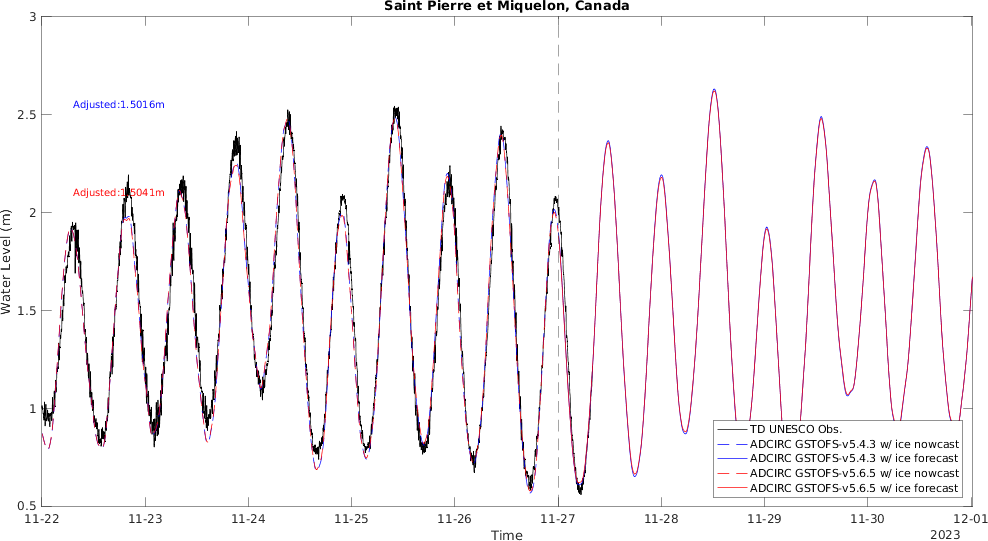 Saint Pierre et Miquelon, Canada
3
2.5
2
1.5
1
0.5
Water Level (m)
Adjusted:1.5016m
Adjusted:1.5041m
TD UNESCO Obs.
ADCIRC GSTOFS-v5.4.3 w/ ice nowcast
ADCIRC GSTOFS-v5.4.3 w/ ice forecast
ADCIRC GSTOFS-v5.6.5 w/ ice nowcast
ADCIRC GSTOFS-v5.6.5 w/ ice forecast
11-22 11-23 11-24 11-25 11-26 11-27 11-28 11-29 11-30 12-01
Time
2023